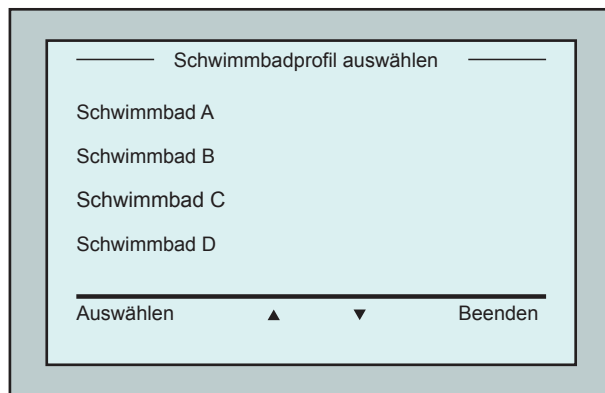 Schwimmbadprofil auswählen
Schwimmbad A
Schwimmbad B
Schwimmbad C
Schwimmbad D
Auswählen ▲ ▼ Beenden